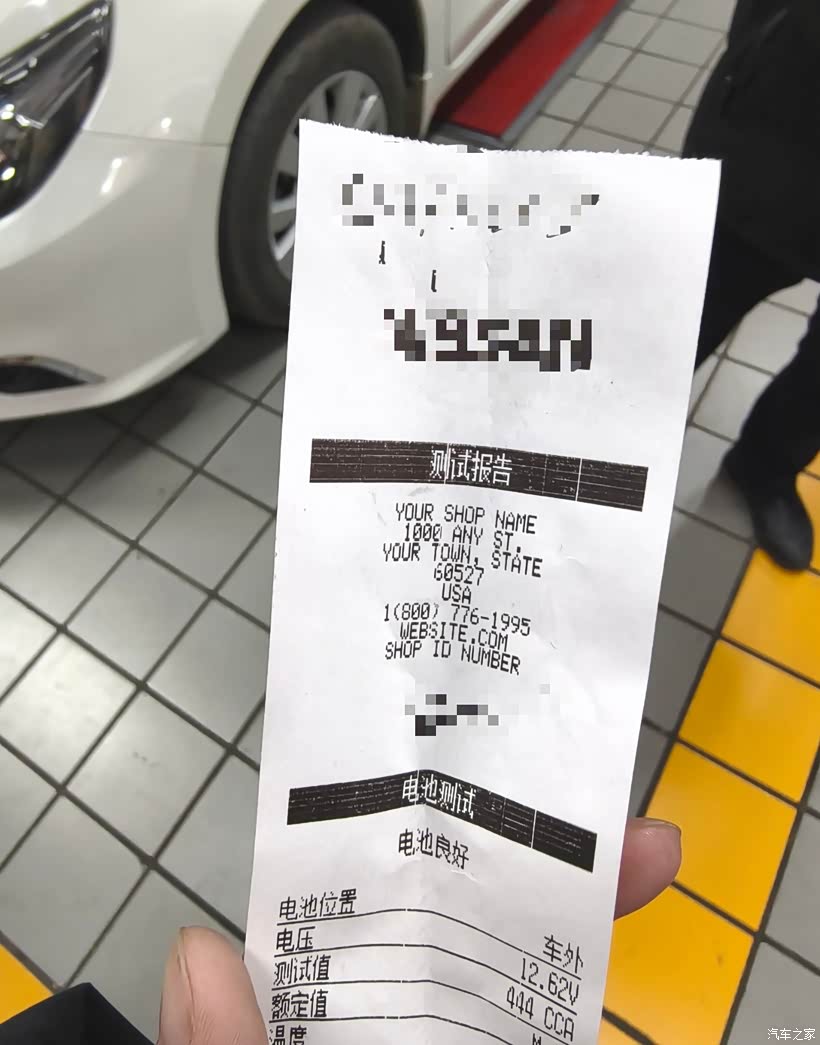 测试报告
YOUR SHOP NAME
1000 ANY ST.
YOUR TOWN, STATE
60527
USA
1(800) 776-1995
WEBSITE.COM
SHOP ID NUMBER
电池测试
电池良好
电池位置 车外
电压 12.62V
测试值 444 CCA
额定值
温度
汽车之家